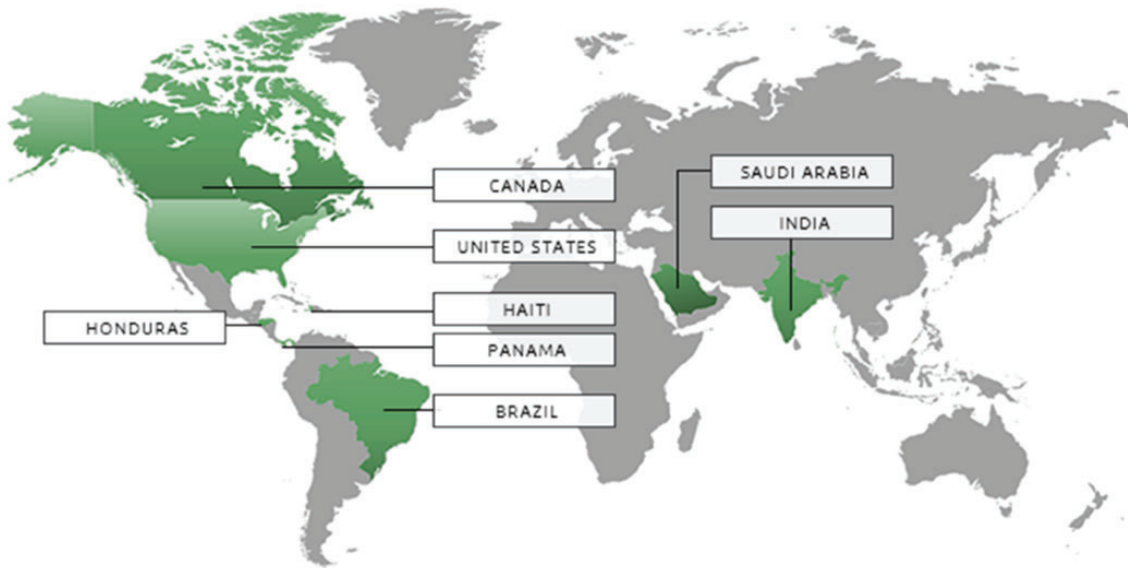 CANADA
SAUDI ARABIA
INDIA
UNITED STATES
HAITI
HONDURAS
PANAMA
BRAZIL